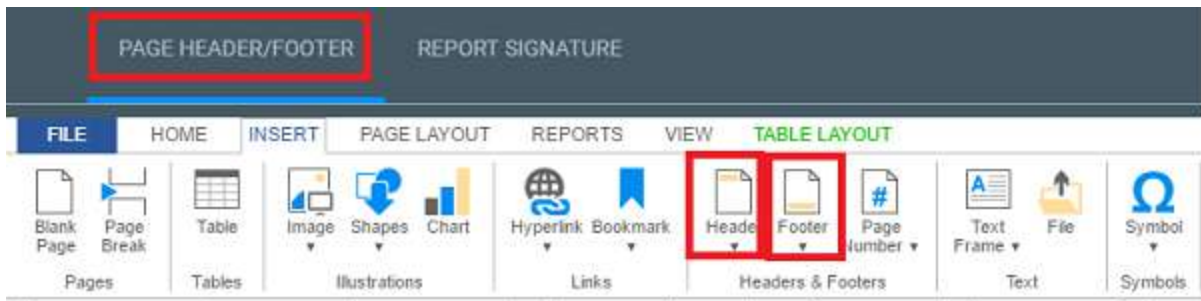 PAGE HEADER/FOOTER REPORT SIGNATURE
FILE HOME INSERT PAGE LAYOUT REPORTS VIEW TABLE LAYOUT
Blank Page Table Image Shapes Chart Hyperlink Bookmark Heade Footer Page Text File Symbol
Page Break Number Frame
Pages Tables Illustrations Links Headers & Footers Text Symbols